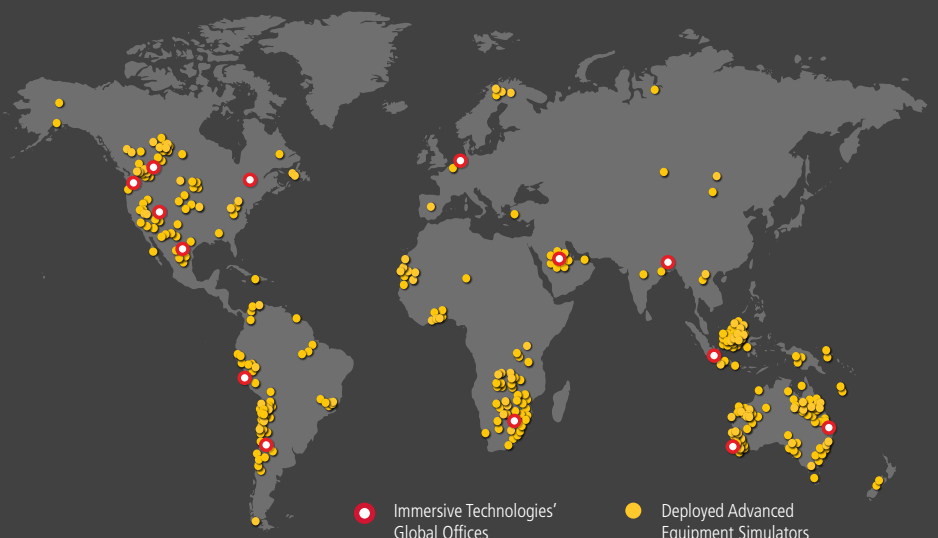 Immersive Technologies’
Global Offices
Deployed Advanced
Equipment Simulators